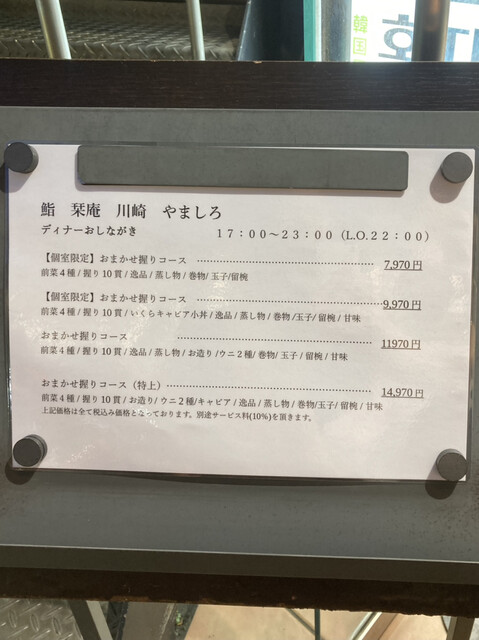 韓国
鮨　栞庵　川崎　やましろ
ディナーおしながき　17:00～23:00（L.O.22:00）
【個室限定】おまかせ握りコース ………………………… 7,970円
前菜4種/握り10貫/逸品/蒸し物/巻物/玉子/留椀
【個室限定】おまかせ握りコース …………………………9,970円
前菜4種/握り10貫/いくらキャビア小丼/逸品/蒸し物/巻物/玉子/留椀/甘味
おまかせ握りコース ………………………… 11970円
前菜4種/握り10貫/逸品/蒸し物/お造り/ウニ2種/巻物/玉子/留椀/甘味
おまかせ握りコース（特上）………………………… 14,970円
前菜4種/握り10貫/お造り/ウニ2種/キャビア/逸品/蒸し物/巻物/玉子/留椀/甘味
上記価格は全て税込み価格となっております。別途サービス料(10%)を頂きます。